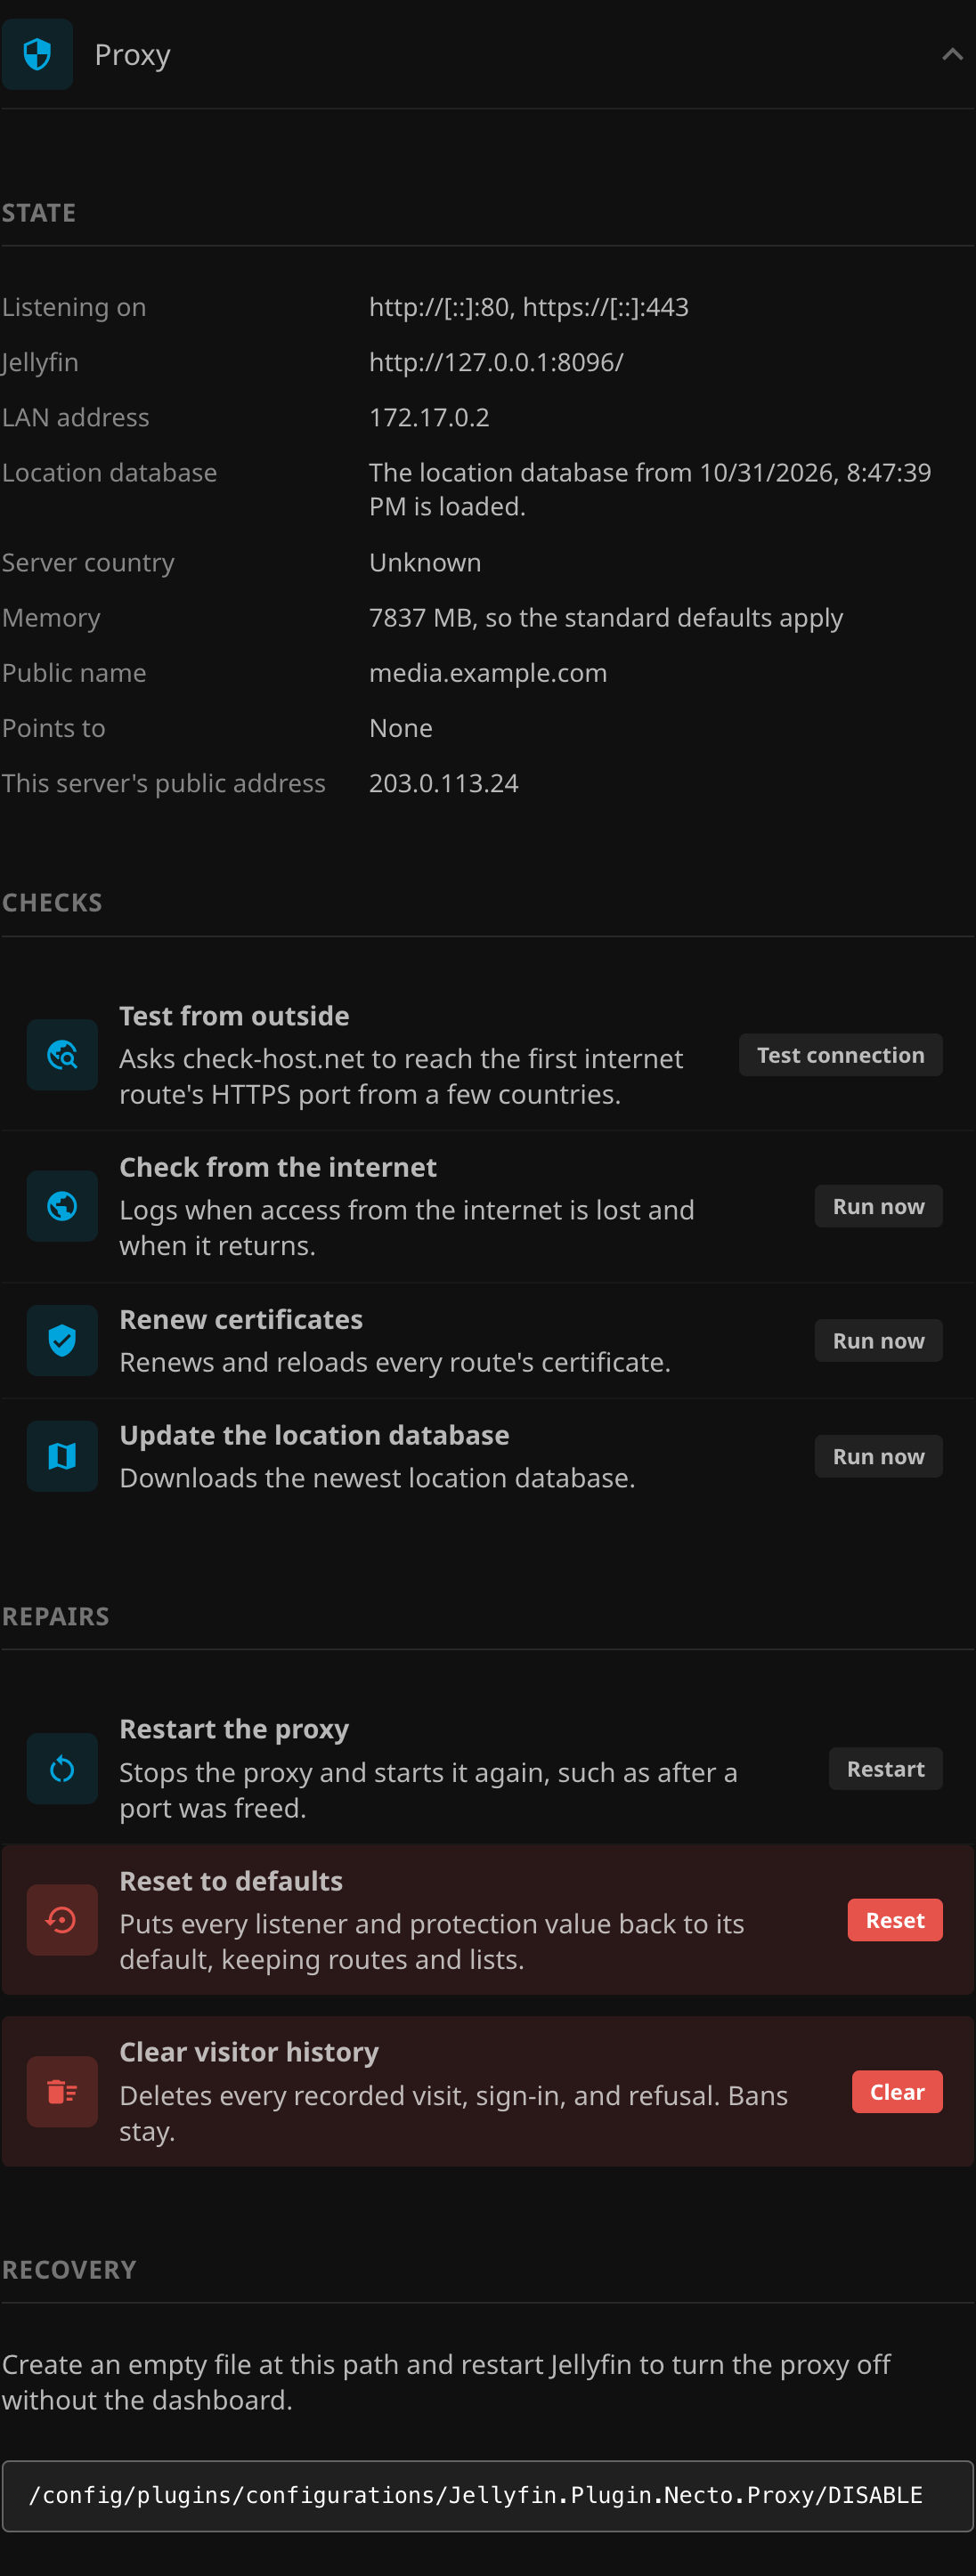 Proxy
STATE
Listening on
http://[::]:80, https://[::]:443
Jellyfin
http://127.0.0.1:8096/
LAN address
172.17.0.2
Location database
The location database from 10/31/2026, 8:47:39
PM is loaded.
Server country
Unknown
Memory
7837 MB, so the standard defaults apply
Public name
media.example.com
Points to
None
This server's public address
203.0.113.24
CHECKS
Test from outside
Asks check-host.net to reach the first internet
route's HTTPS port from a few countries.
Test connection
Check from the internet
Logs when access from the internet is lost and
when it returns.
Run now
Renew certificates
Renews and reloads every route's certificate.
Run now
Update the location database
Downloads the newest location database.
Run now
REPAIRS
Restart the proxy
Stops the proxy and starts it again, such as after a
port was freed.
Restart
Reset to defaults
Puts every listener and protection value back to its
default, keeping routes and lists.
Reset
Clear visitor history
Deletes every recorded visit, sign-in, and refusal. Bans
stay.
Clear
RECOVERY
Create an empty file at this path and restart Jellyfin to turn the proxy off
without the dashboard.
/config/plugins/configurations/Jellyfin.Plugin.Necto.Proxy/DISABLE